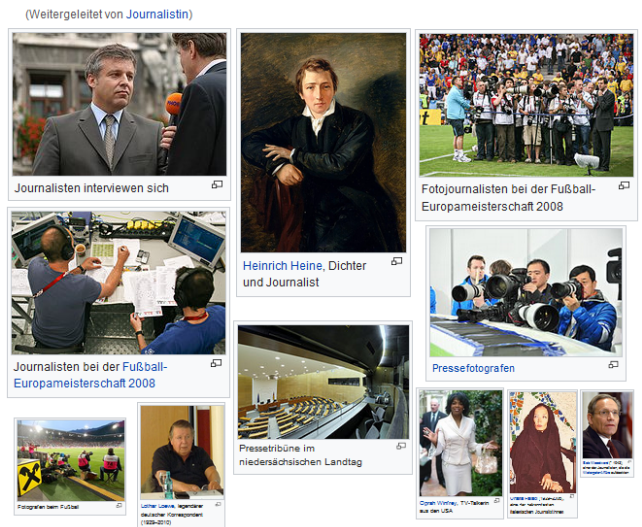 (Weitergeleitet von Journalistin)
Journalisten interviewen sich
Heinrich Heine, Dichter
und Journalist
Fotojournalisten bei der Fußball-
Europameisterschaft 2008
Journalisten bei der Fußball-
Europameisterschaft 2008
Pressefotografen
Pressetribüne im
niedersächsischen Landtag
Fotografen beim Fußball
Lothar Loewe, legendärer
deutscher Korrespondent
(1929–2010)
Oprah Winfrey, TV-Talkerin
aus den USA